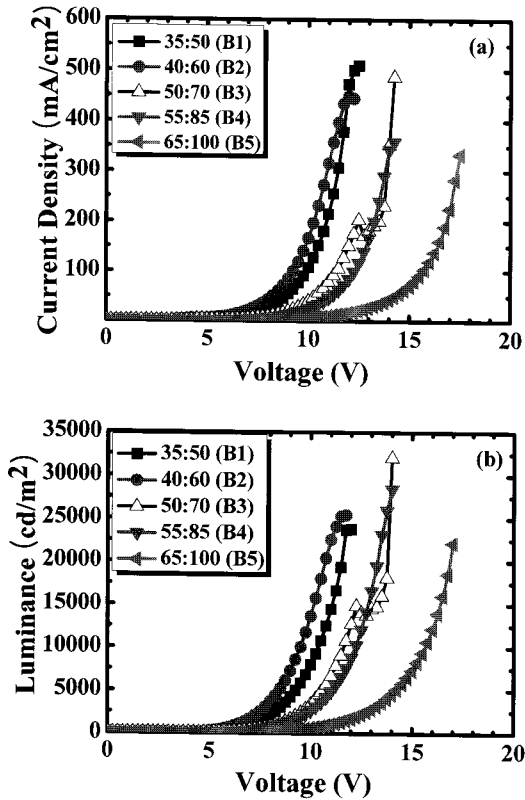 600
500
400
300
200
100
35:50 (B1)
40:60 (B2)
50:70 (B3)
55:85 (B4)
65:100 (B5)
(a)
Current Density (mA/cm2)
0 5 10 15 20
Voltage (V)
35000
30000
25000
20000
15000
10000
5000
0
35:50 (B1)
40:60 (B2)
50:70 (B3)
55:85 (B4)
65:100 (B5)
(b)
Luminance (cd/m2)
0 5 10 15 20
Voltage (V)